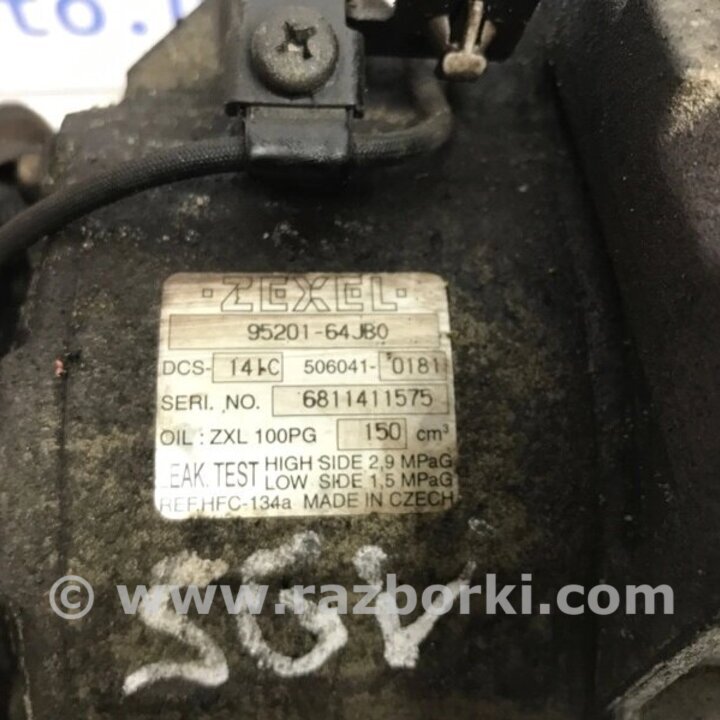 ·ZEXEL·
95201-64JB0
DCS- 141-C 506041- 0181
SERI. NO. 6811411575
OIL : ZXL 100PG 150 cm³
LEAK. TEST HIGH SIDE 2,9 MPaG
LOW SIDE 1,5 MPaG
REF.HFC-134a MADE IN CZECH
SGV
© www.razborki.com